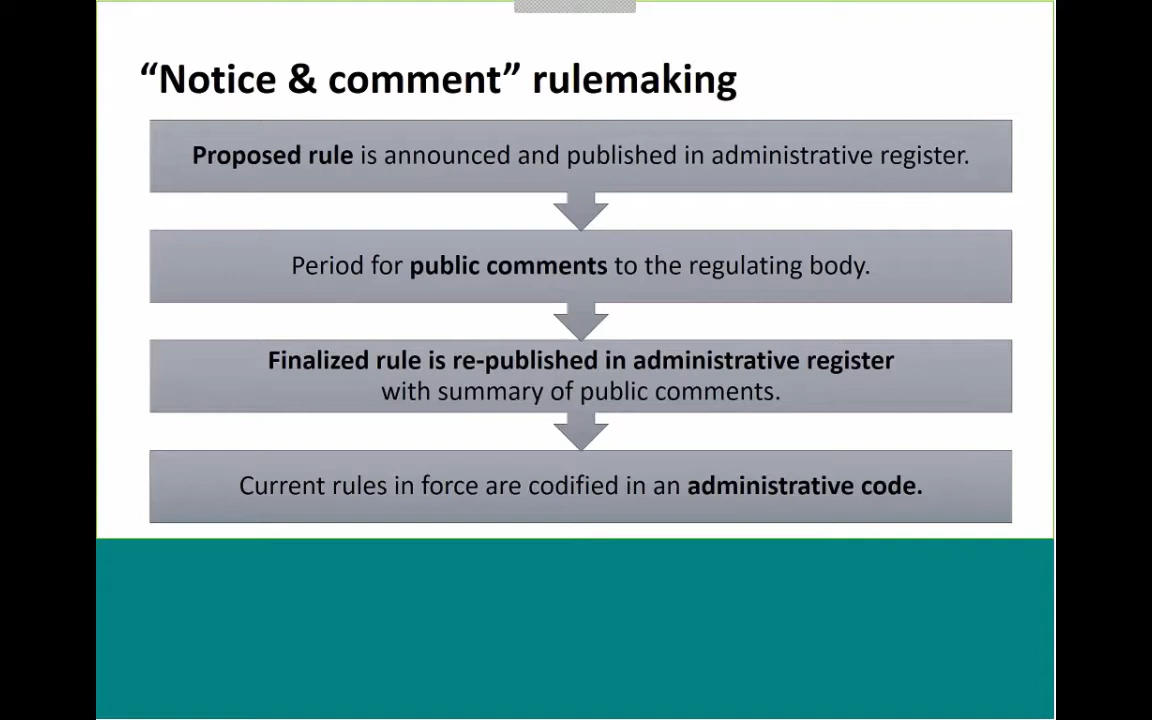 “Notice & comment” rulemaking
Proposed rule is announced and published in administrative register.
Period for public comments to the regulating body.
Finalized rule is re-published in administrative register
with summary of public comments.
Current rules in force are codified in an administrative code.